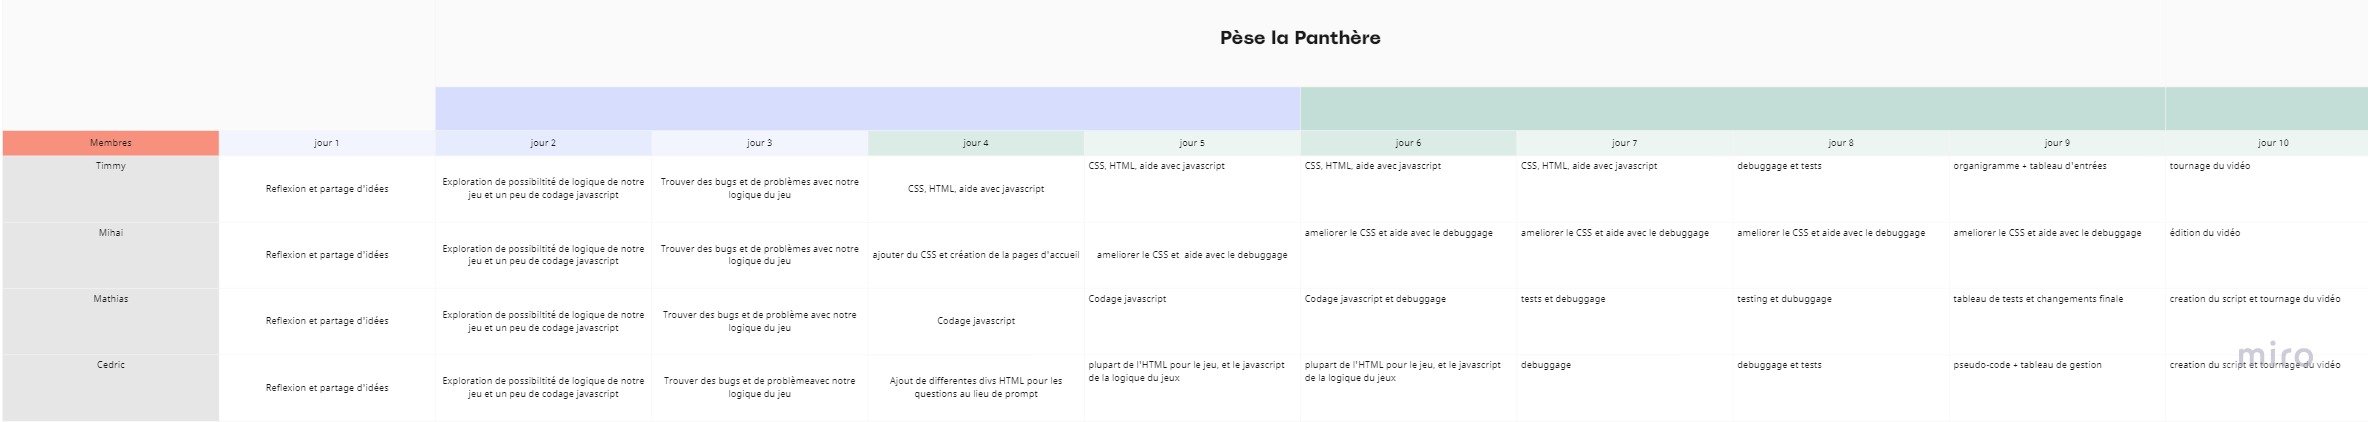 Pèse la Panthère
Membres jour 1 jour 2 jour 3 jour 4 jour 5 jour 6 jour 7 jour 8 jour 9 jour 10
Timmy
Reflexion et partage d'idées
Exploration de possibiltité de logique de notre
jeu et un peu de codage javascript
Trouver des bugs et de problèmes avec notre
logique du jeu
CSS, HTML, aide avec javascript
CSS, HTML, aide avec javascript
CSS, HTML, aide avec javascript
CSS, HTML, aide avec javascript
debuggage et tests
organigramme + tableau d'entrées
tournage du vidéo
Mihai
Reflexion et partage d'idées
Exploration de possibiltité de logique de notre
jeu et un peu de codage javascript
Trouver des bugs et de problèmes avec notre
logique du jeu
ajouter du CSS et création de la pages d'accueil
ameliorer le CSS et aide avec le debuggage
ameliorer le CSS et aide avec le debuggage
ameliorer le CSS et aide avec le debuggage
ameliorer le CSS et aide avec le debuggage
ameliorer le CSS et aide avec le debuggage
édition du vidéo
Mathias
Reflexion et partage d'idées
Exploration de possibiltité de logique de notre
jeu et un peu de codage javascript
Trouver des bugs et de problème avec notre
logique du jeu
Codage javascript
Codage javascript
Codage javascript et debuggage
tests et debuggage
testing et dubuggage
tableau de tests et changements finale
creation du script et tournage du vidéo
Cedric
Reflexion et partage d'idées
Exploration de possibiltité de logique de notre
jeu et un peu de codage javascript
Trouver des bugs et de problèmeavec notre
logique du jeu
Ajout de differentes divs HTML pour les
questions au lieu de prompt
plupart de l'HTML pour le jeu, et le javascript
de la logique du jeux
plupart de l'HTML pour le jeu, et le javascript
de la logique du jeux
debuggage
debuggage et tests
pseudo-code + tableau de gestion
creation du script et tournage du vidéo
miro